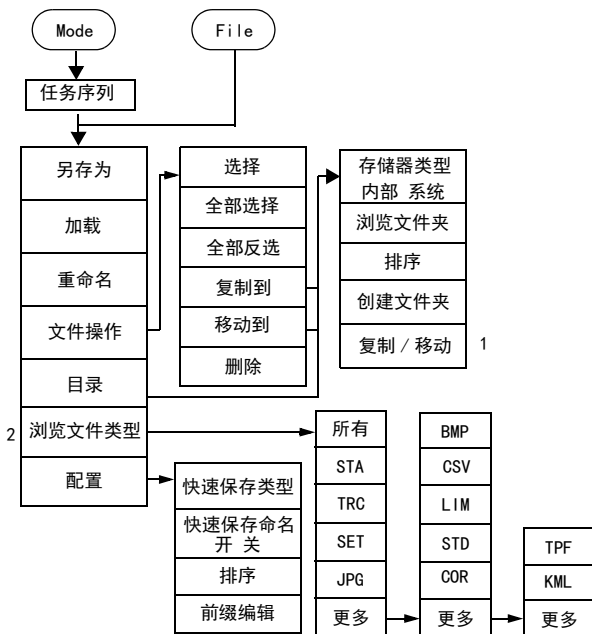 Mode
File
任务序列
另存为
加载
重命名
文件操作
目录
2
浏览文件类型
配置
选择
全部选择
全部反选
复制到
移动到
删除
存储器类型
内部 系统
浏览文件夹
排序
创建文件夹
复制 / 移动
1
快速保存类型
快速保存命名
开 关
排序
前缀编辑
所有
STA
TRC
SET
JPG
更多
BMP
CSV
LIM
STD
COR
更多
TPF
KML
更多